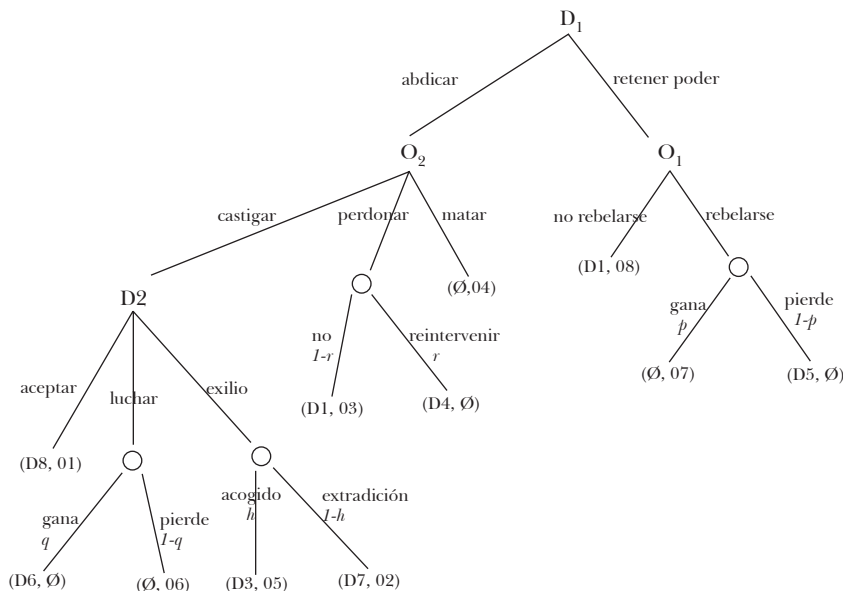 D1
abdicar
retener poder
O2
O1
castigar
perdonar
matar
no rebelarse
rebelarse
D2
(Ø,04)
(D1, 08)
no
1-r
reintervenir
r
gana
p
pierde
1-p
aceptar
luchar
exilio
(D1, 03)
(D4, Ø)
(Ø, 07)
(D5, Ø)
(D8, 01)
gana
q
pierde
1-q
acogido
h
extradición
1-h
(D6, Ø)
(Ø, 06)
(D3, 05)
(D7, 02)